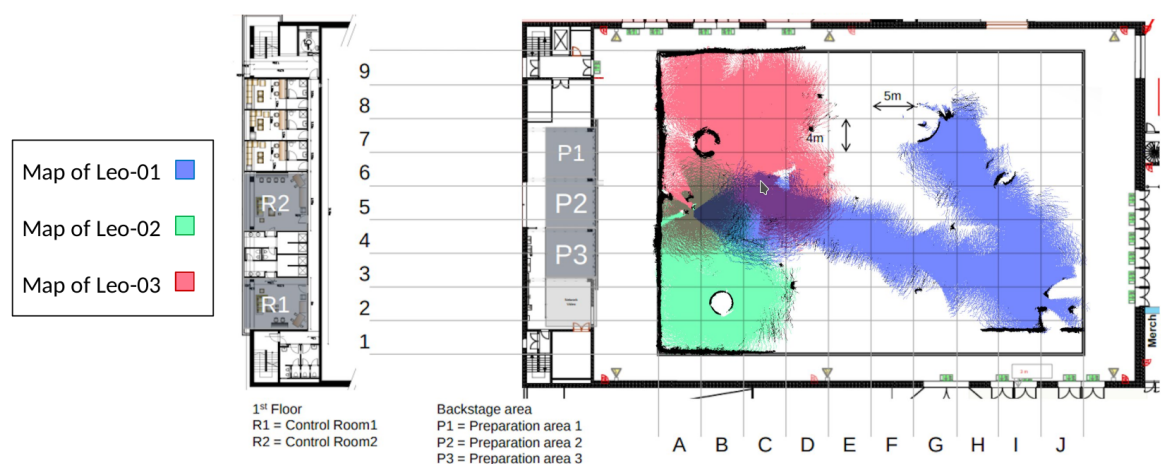 Map of Leo-01
Map of Leo-02
Map of Leo-03
R2
R1
9
8
7
6
5
4
3
2
1
P1
P2
P3
5m
4m
Merch
A B C D E F G H I J
1st Floor
R1 = Control Room1
R2 = Control Room2
Backstage area
P1 = Preparation area 1
P2 = Preparation area 2
P3 = Preparation area 3